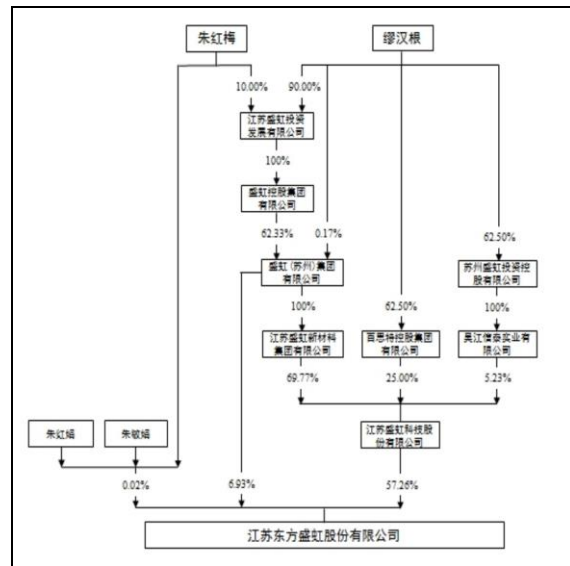 朱红梅
缪汉根
10.00%
90.00%
江苏盛虹投资
发展有限公司
100%
盛虹控股集团
有限公司
62.33%
0.17%
62.50%
盛虹(苏州)集团
有限公司
苏州盛虹投资控
股有限公司
100%
62.50%
100%
江苏盛虹新材料
集团有限公司
百思特控股集团
有限公司
吴江信泰实业有
限公司
69.77%
25.00%
5.23%
朱红娟
朱敏娟
江苏盛虹科技股
份有限公司
0.02%
6.93%
57.26%
江苏东方盛虹股份有限公司